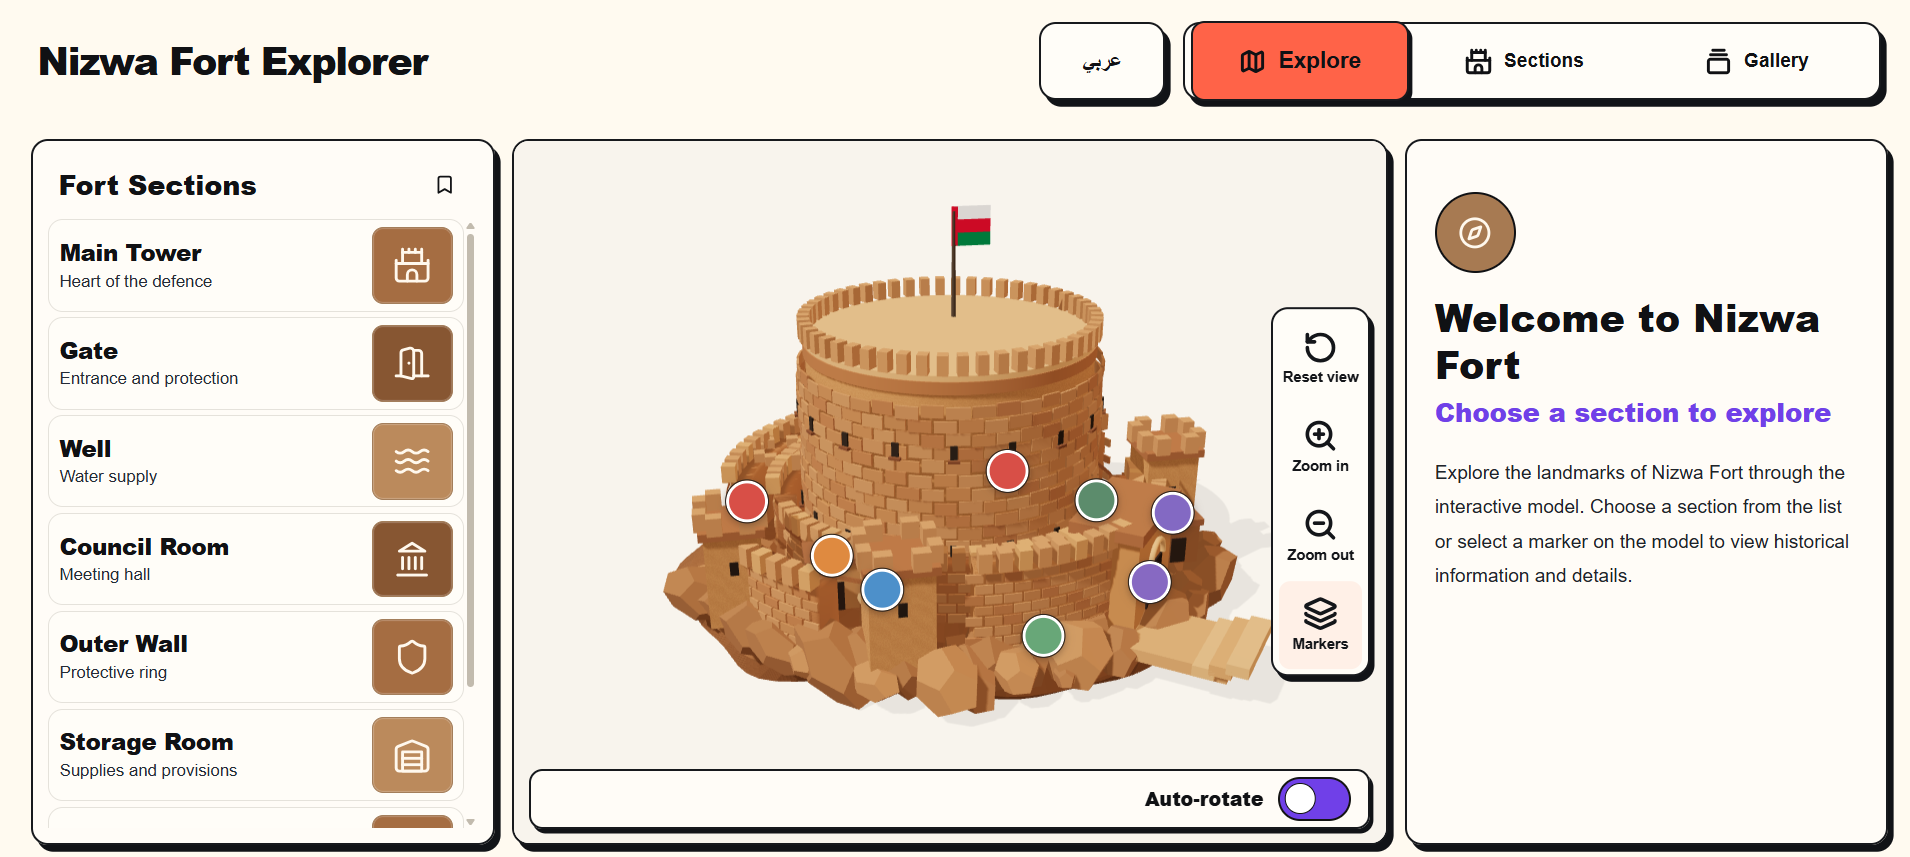 Nizwa Fort Explorer
عربي
Explore
Sections
Gallery
Fort Sections
Main Tower
Heart of the defence
Gate
Entrance and protection
Well
Water supply
Council Room
Meeting hall
Outer Wall
Protective ring
Storage Room
Supplies and provisions
Reset view
Zoom in
Zoom out
Markers
Auto-rotate
Welcome to Nizwa
Fort
Choose a section to explore
Explore the landmarks of Nizwa Fort through the
interactive model. Choose a section from the list
or select a marker on the model to view historical
information and details.